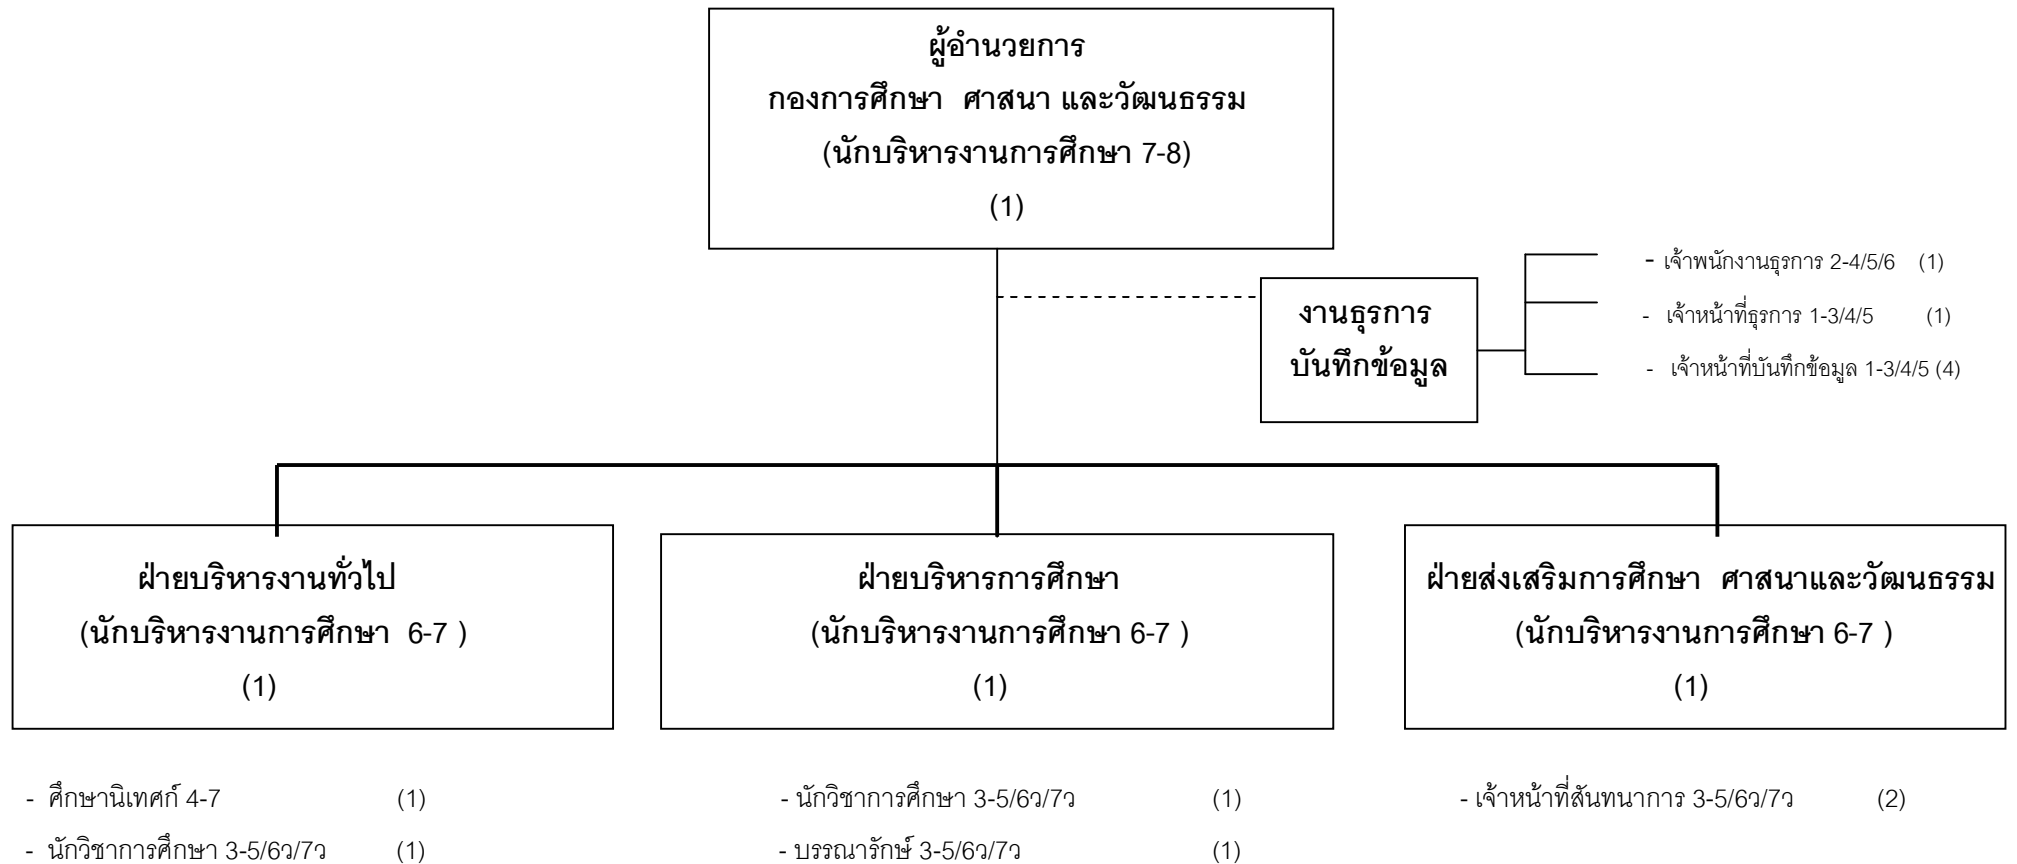 ผู้อำนวยการ
กองการศึกษา ศาสนา และวัฒนธรรม
(นักบริหารงานการศึกษา 7-8)
(1)
งานธุรการ
บันทึกข้อมูล
- เจ้าพนักงานธุรการ 2-4/5/6 (1)
- เจ้าหน้าที่ธุรการ 1-3/4/5 (1)
- เจ้าหน้าที่บันทึกข้อมูล 1-3/4/5 (4)
ฝ่ายบริหารงานทั่วไป
(นักบริหารงานการศึกษา 6-7 )
(1)
- ศึกษานิเทศก์ 4-7 (1)
- นักวิชาการศึกษา 3-5/6ว/7ว (1)
ฝ่ายบริหารการศึกษา
(นักบริหารงานการศึกษา 6-7 )
(1)
- นักวิชาการศึกษา 3-5/6ว/7ว (1)
- บรรณารักษ์ 3-5/6ว/7ว (1)
ฝ่ายส่งเสริมการศึกษา ศาสนาและวัฒนธรรม
(นักบริหารงานการศึกษา 6-7 )
(1)
- เจ้าหน้าที่สันทนาการ 3-5/6ว/7ว (2)